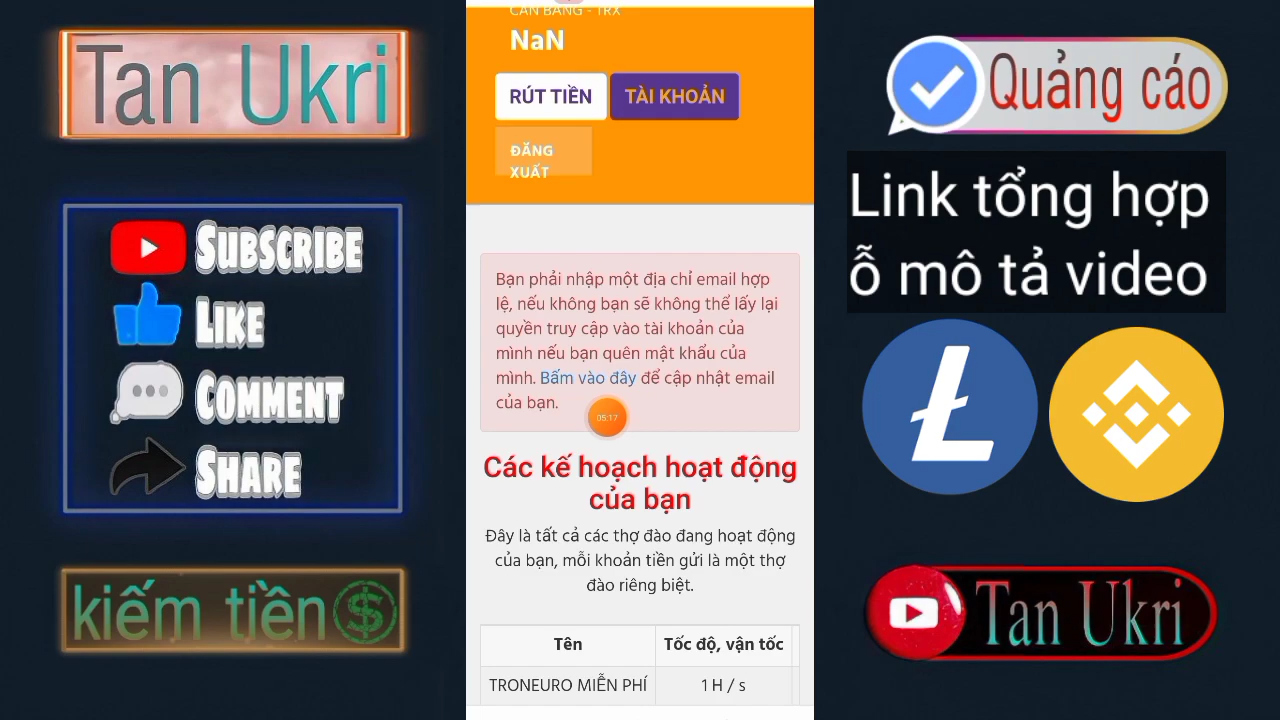 Tan Ukri
SUBSCRIBE
LIKE
COMMENT
SHARE
kiếm tiền
CÂN BẰNG - TRX
NaN
RÚT TIỀN
TÀI KHOẢN
ĐĂNG
XUẤT
Bạn phải nhập một địa chỉ email hợp
lệ, nếu không bạn sẽ không thể lấy lại
quyền truy cập vào tài khoản của
mình nếu bạn quên mật khẩu của
mình. Bấm vào đây để cập nhật email
của bạn.
05:17
Các kế hoạch hoạt động
của bạn
Đây là tất cả các thợ đào đang hoạt động
của bạn, mỗi khoản tiền gửi là một thợ
đào riêng biệt.
Tên
Tốc độ, vận tốc
TRONEURO MIỄN PHÍ
1 H / s
Quảng cáo
Link tổng hợp
ỗ mô tả video
Tan Ukri